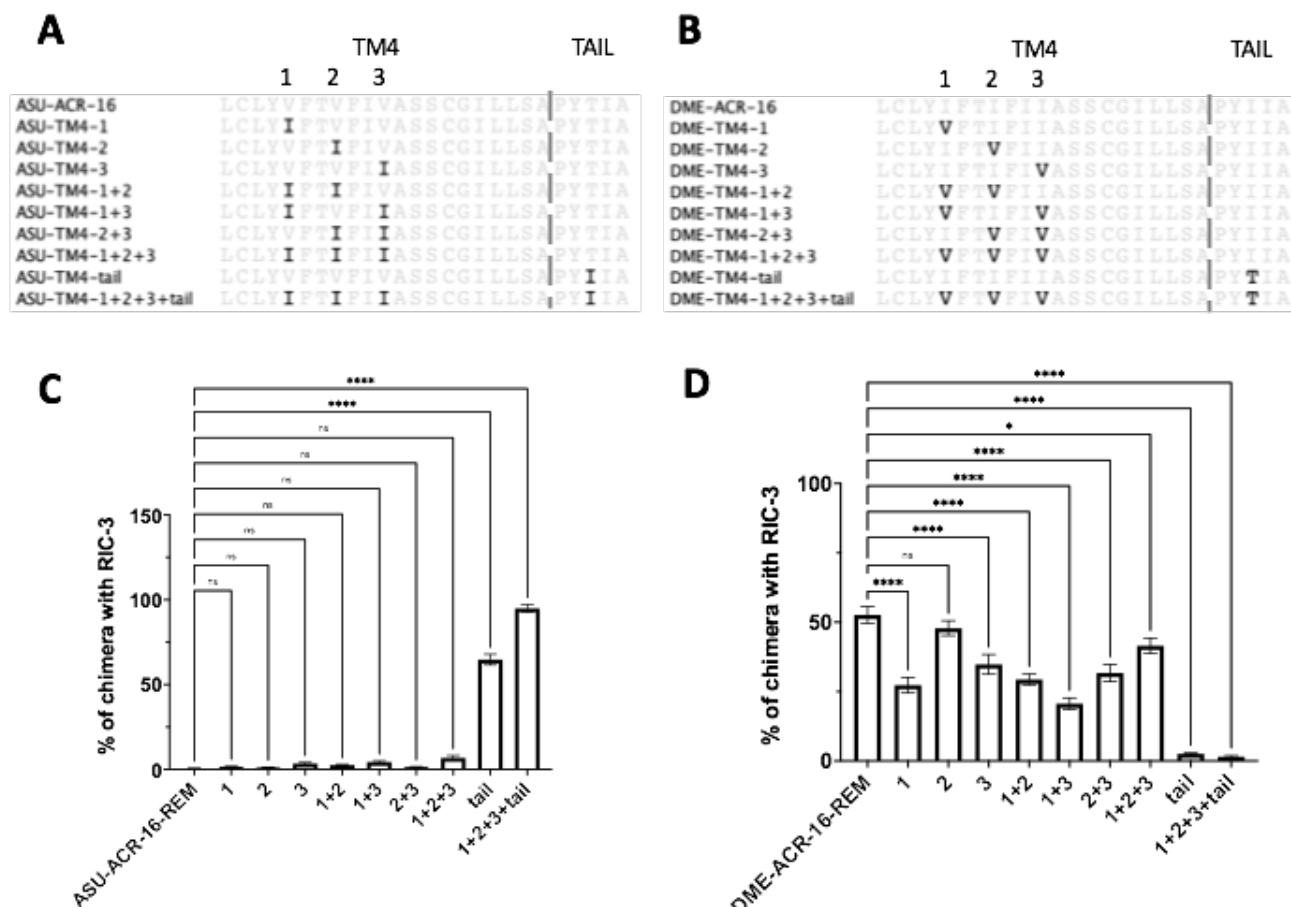 A
TM4 TAIL
1 2 3
ASU-ACR-16 LCLYVFTVFIVASSCGILLSAPYTIA
ASU-TM4-1 LCLYIFTVFIVASSCGILLSAPYTIA
ASU-TM4-2 LCLYVFTIFIVASSCGILLSAPYTIA
ASU-TM4-3 LCLYVFTVFIIASSCGILLSAPYTIA
ASU-TM4-1+2 LCLYIFTIFIVASSCGILLSAPYTIA
ASU-TM4-1+3 LCLYIFTVFIIASSCGILLSAPYTIA
ASU-TM4-2+3 LCLYVFTIFIIASSCGILLSAPYTIA
ASU-TM4-1+2+3 LCLYIFTIFIIASSCGILLSAPYTIA
ASU-TM4-tail LCLYVFTVFIVASSCGILLSAPYIIA
ASU-TM4-1+2+3+tail LCLYIFTIFIIASSCGILLSAPYIIA
B
TM4 TAIL
1 2 3
DME-ACR-16 LCLYIFTIFIIASSCGILLSAPYIIA
DME-TM4-1 LCLYVFTIFIIASSCGILLSAPYIIA
DME-TM4-2 LCLYIFTVFIIASSCGILLSAPYIIA
DME-TM4-3 LCLYIFTIFIVASSCGILLSAPYIIA
DME-TM4-1+2 LCLYVFTVFIIASSCGILLSAPYIIA
DME-TM4-1+3 LCLYVFTIFIVASSCGILLSAPYIIA
DME-TM4-2+3 LCLYIFTVFIVASSCGILLSAPYIIA
DME-TM4-1+2+3 LCLYVFTVFIVASSCGILLSAPYIIA
DME-TM4-tail LCLYIFTIFIIASSCGILLSAPYTIA
DME-TM4-1+2+3+tail LCLYVFTVFIVASSCGILLSAPYTIA
C
****
****
ns
ns
ns
ns
ns
ns
ns
% of chimera with RIC-3
150
100
50
0
ASU-ACR-16-REM
1
2
3
1+2
1+3
2+3
1+2+3
tail
1+2+3+tail
D
****
****
*
****
****
****
****
ns
****
% of chimera with RIC-3
100
50
0
DME-ACR-16-REM
1
2
3
1+2
1+3
2+3
1+2+3
tail
1+2+3+tail